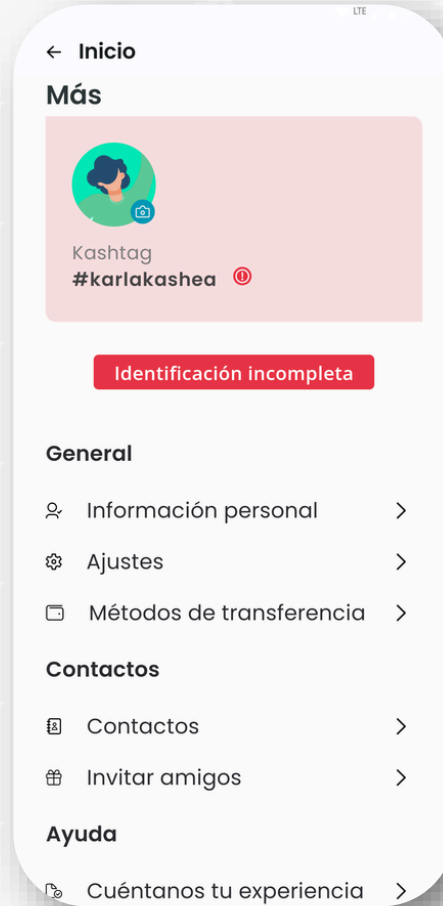 LTE
Inicio
Más
Kashtag
#karlakashea
Identificación incompleta
General
Información personal
Ajustes
Métodos de transferencia
Contactos
Contactos
Invitar amigos
Ayuda
Cuéntanos tu experiencia